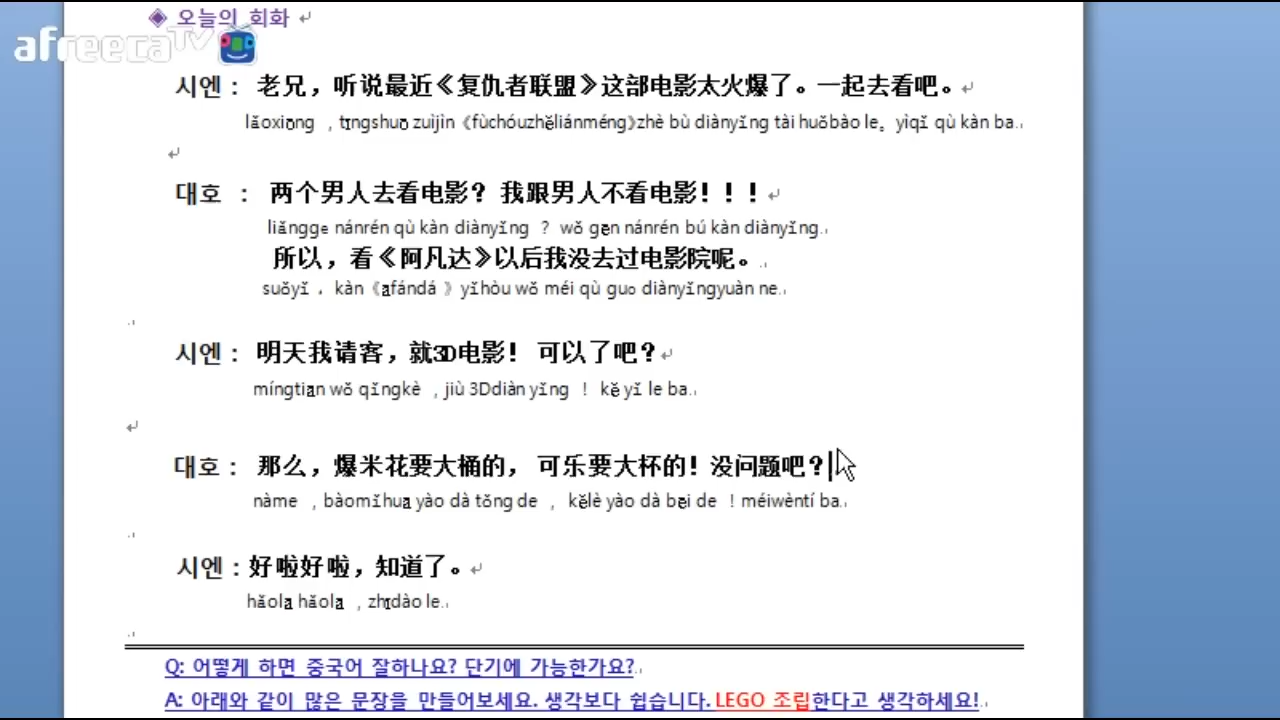 ◈ 오늘의 회화
afreecaTV
시엔 : 老兄，听说最近《复仇者联盟》这部电影太火爆了。一起去看吧。
lǎoxiong ，tıngshuo zuìjìn《fùchóuzhěliánméng》zhè bù diànyǐng tài huǒbào le。yìqǐ qù kàn ba.
대호 : 两个男人去看电影？我跟男人不看电影！！！
liǎngge nánrén qù kàn diànyǐng ？wǒ gen nánrén bú kàn diànyǐng.
所以，看《阿凡达》以后我没去过电影院呢。
suǒyǐ ，kàn《afándá 》yǐhòu wǒ méi qù guo diànyǐngyuàn ne.
시엔 : 明天我请客，就3D电影！ 可以了吧？
míngtian wǒ qǐngkè ，jiù 3Ddiàn yǐng ！kě yǐ le ba.
대호 : 那么，爆米花要大桶的， 可乐要大杯的！没问题吧？
nàme ，bàomǐhua yào dà tǒng de ， kělè yào dà bei de ！méiwèntí ba.
시엔 : 好啦好啦，知道了。
hǎola hǎola ，zhıdào le.
Q: 어떻게 하면 중국어 잘하나요? 단기에 가능한가요?
A: 아래와 같이 많은 문장을 만들어보세요. 생각보다 쉽습니다. LEGO 조립한다고 생각하세요!